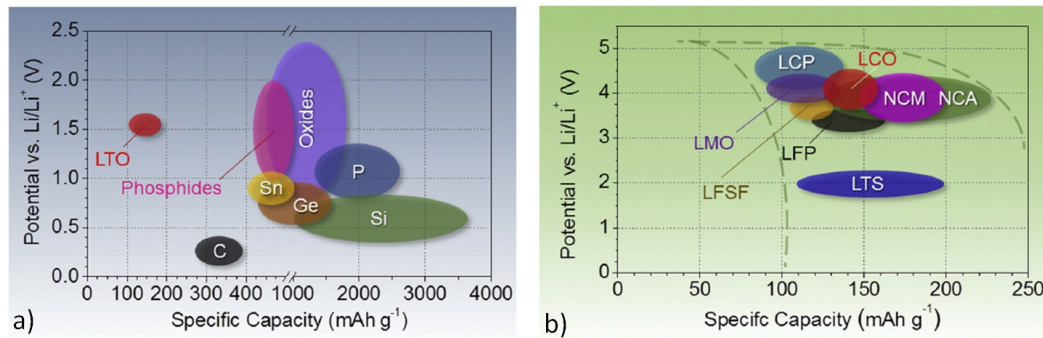 2.5
2.0
1.5
1.0
0.5
0.0
Potential vs. Li/Li⁺ (V)
LTO
Phosphides
Oxides
Sn
Ge
P
Si
C
0 100 200 300 400 1000 2000 3000 4000
Specific Capacity (mAh g⁻¹)
a)
5
4
3
2
1
0
Potential vs. Li/Li⁺ (V)
LCP
LCO
NCM
NCA
LMO
LFP
LFSF
LTS
0 50 100 150 200 250
Specifc Capacity (mAh g⁻¹)
b)